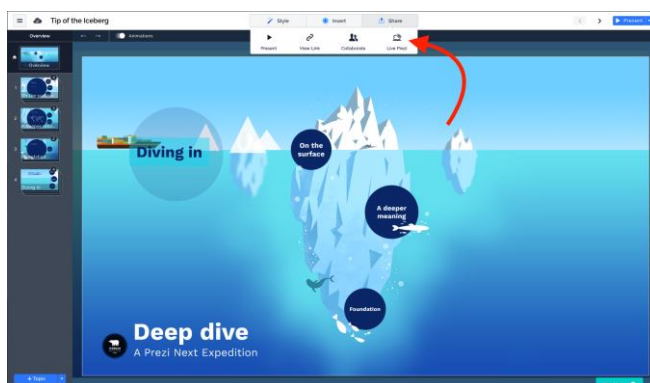 Tip of the Iceberg
Style
Insert
Share
Present
Overview
Animations
Present
View Link
Collaborate
Live Prezi
Overview
Diving in
On the
surface
A deeper
meaning
Foundation
Deep dive
A Prezi Next Expedition
+ Topic